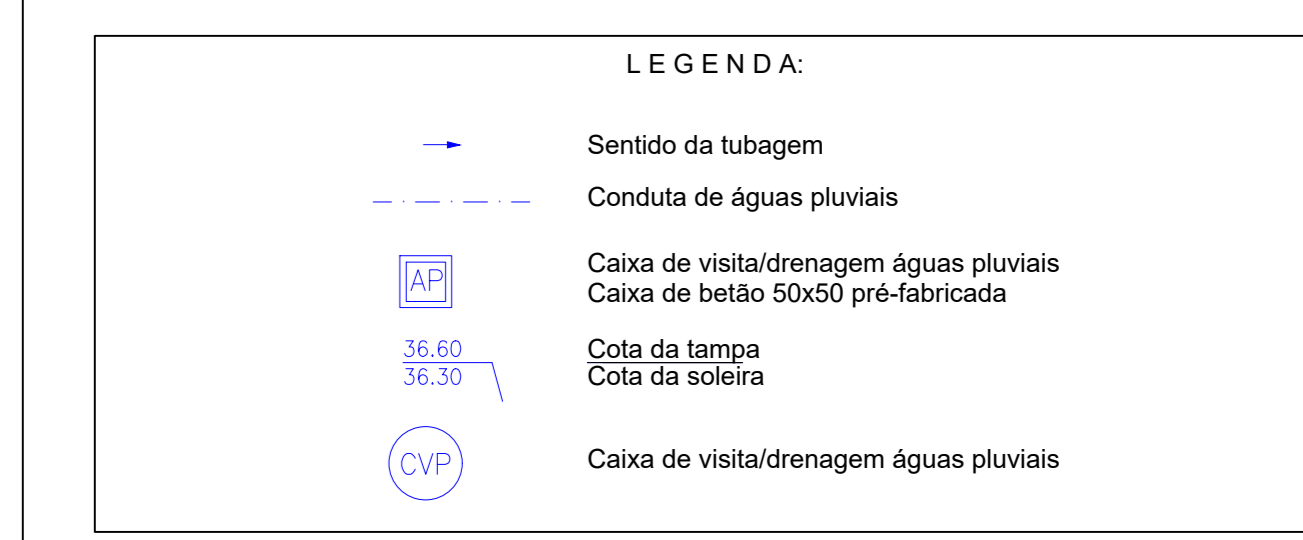 L E G E N D A:
Sentido da tubagem
Conduta de águas pluviais
AP
Caixa de visita/drenagem águas pluviais
Caixa de betão 50x50 pré-fabricada
36.60
Cota da tampa
36.30
Cota da soleira
CVP
Caixa de visita/drenagem águas pluviais